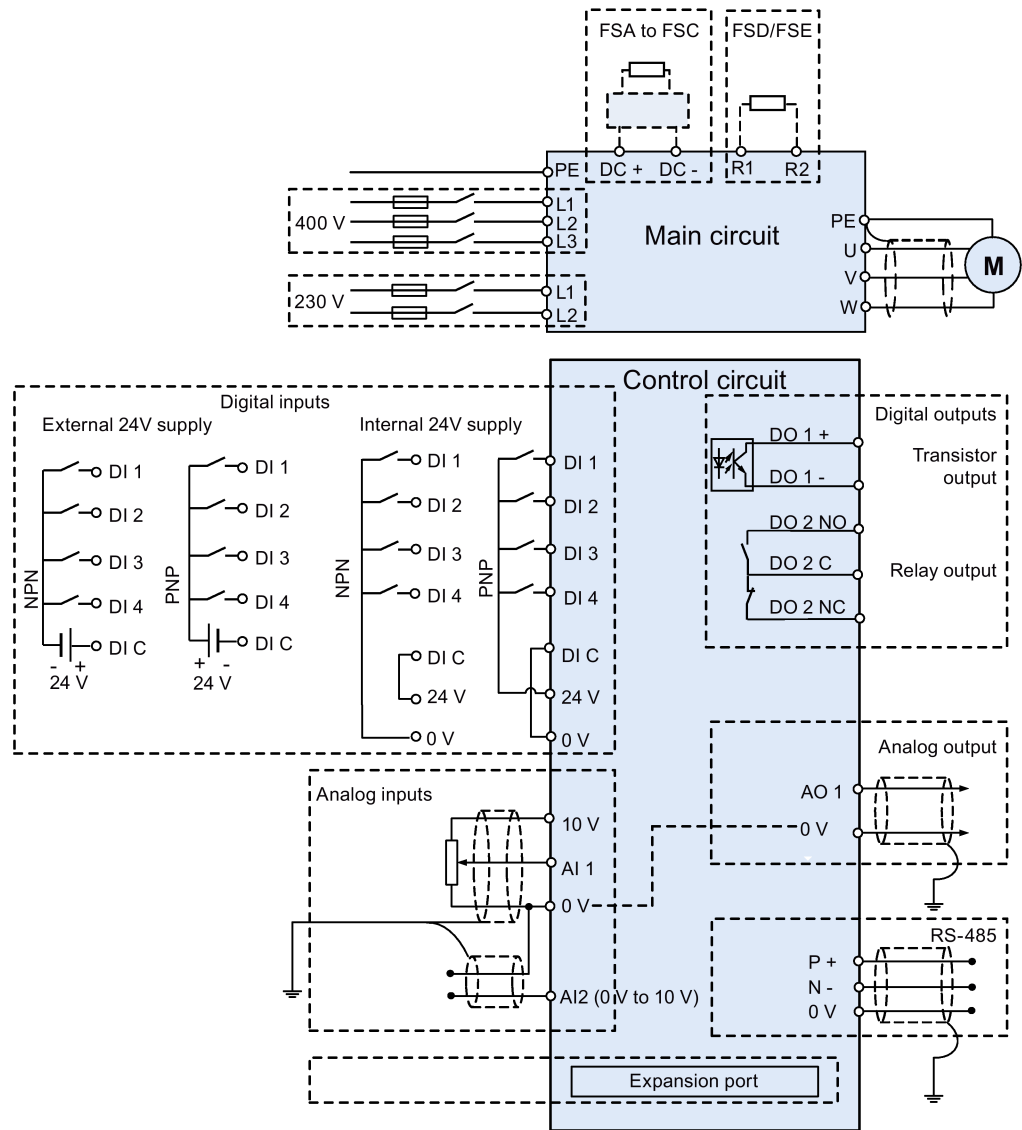 FSA to FSC
FSD/FSE
PE
DC +
DC -
R1
R2
400 V
L1
L2
L3
Main circuit
PE
U
V
W
M
230 V
L1
L2
Control circuit
Digital inputs
External 24V supply
Internal 24V supply
NPN
DI 1
DI 2
DI 3
DI 4
DI C
- +
24 V
PNP
DI 1
DI 2
DI 3
DI 4
DI C
+ -
24 V
NPN
DI 1
DI 2
DI 3
DI 4
DI C
24 V
0 V
PNP
DI 1
DI 2
DI 3
DI 4
DI C
24 V
0 V
Digital outputs
Transistor
output
DO 1 +
DO 1 -
DO 2 NO
DO 2 C
DO 2 NC
Relay output
Analog inputs
10 V
AI 1
0 V
AI2 (0 V to 10 V)
Analog output
AO 1
0 V
RS-485
P +
N -
0 V
Expansion port